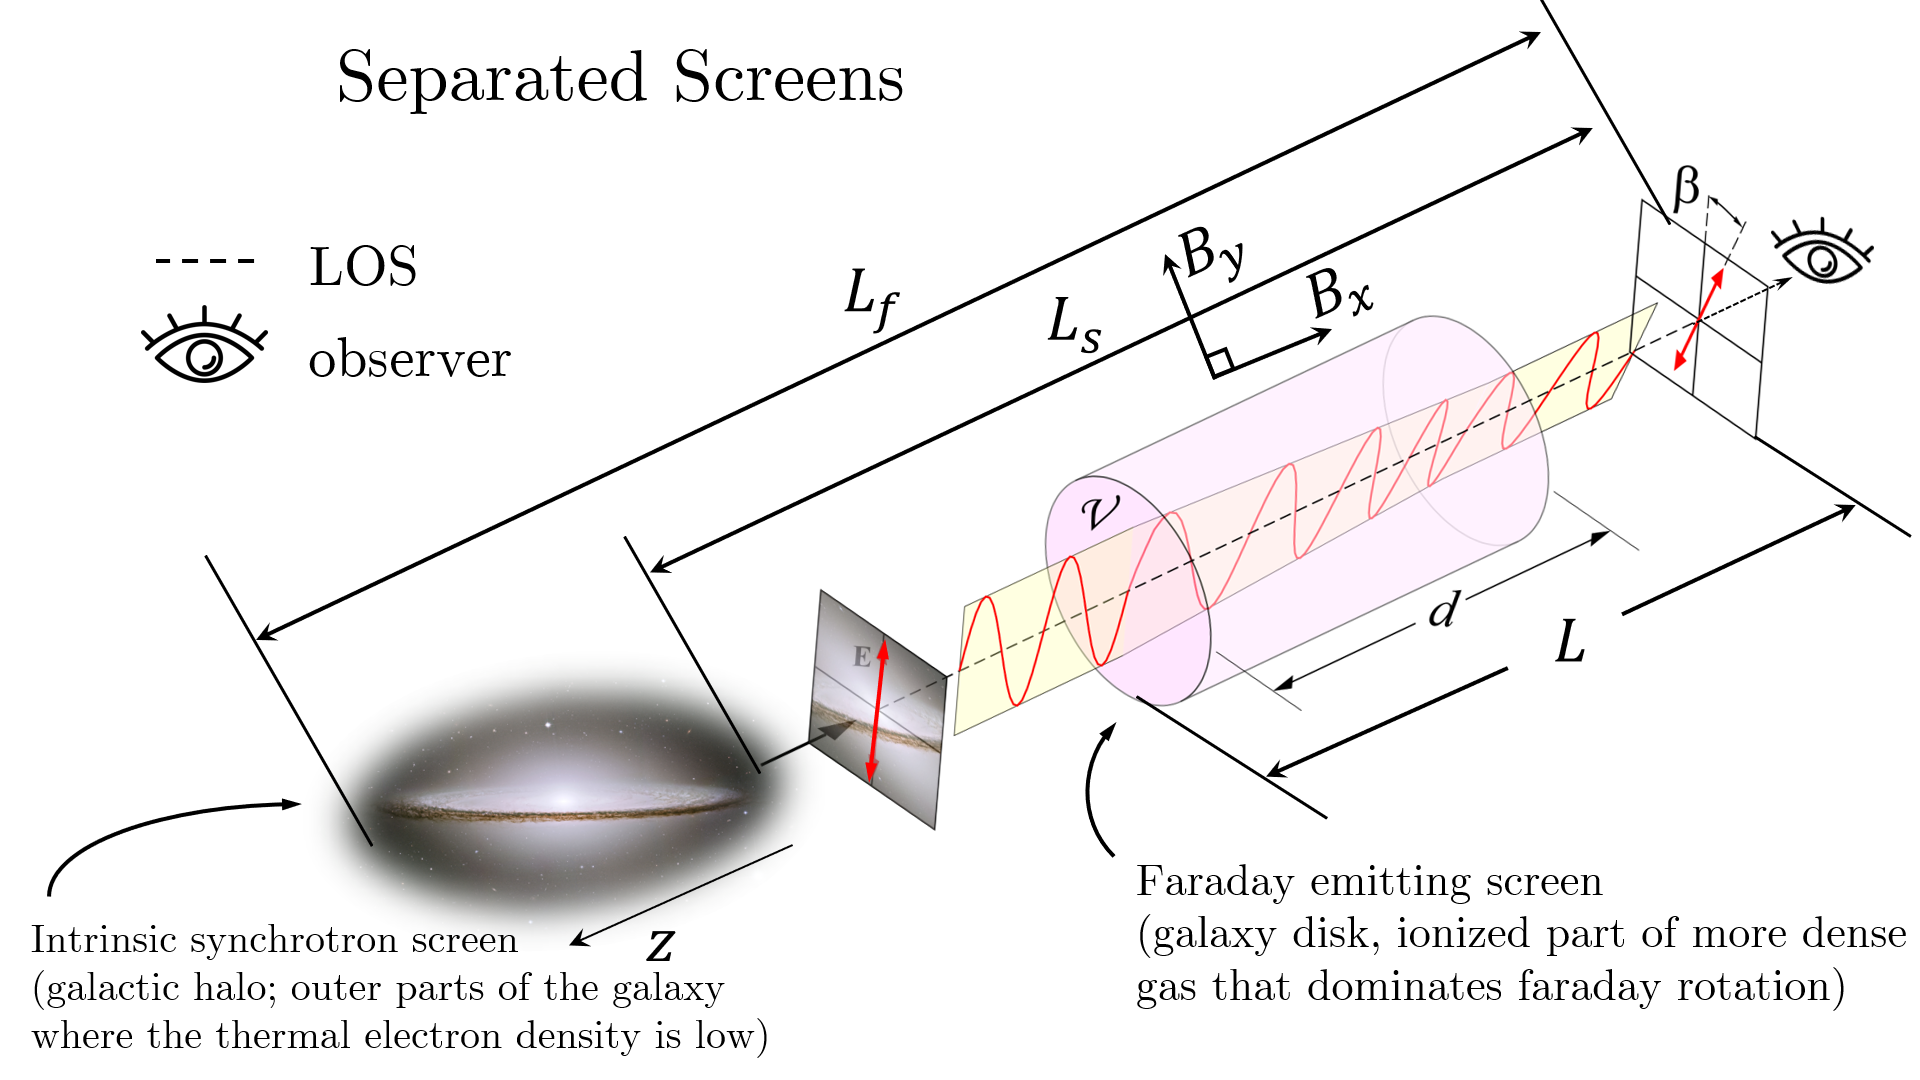 Separated Screens
LOS
observer
L_f
L_s
B_y
B_x
β
E
𝒱
d
L
z
Intrinsic synchrotron screen
(galactic halo; outer parts of the galaxy
where the thermal electron density is low)
Faraday emitting screen
(galaxy disk, ionized part of more dense
gas that dominates faraday rotation)